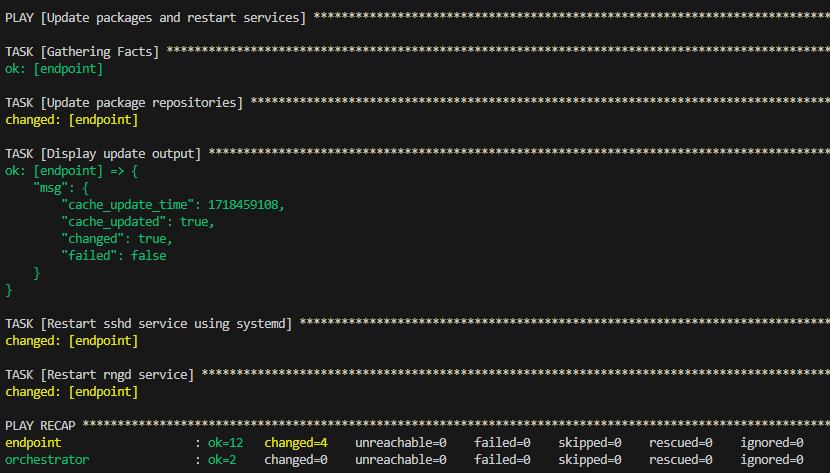 PLAY [Update packages and restart services] **************************************************************************
TASK [Gathering Facts] ***********************************************************************************************
ok: [endpoint]
TASK [Update package repositories] ***********************************************************************************
changed: [endpoint]
TASK [Display update output] *****************************************************************************************
ok: [endpoint] => {
    "msg": {
        "cache_update_time": 1718459108,
        "cache_updated": true,
        "changed": true,
        "failed": false
    }
}
TASK [Restart sshd service using systemd] ****************************************************************************
changed: [endpoint]
TASK [Restart rngd service] ******************************************************************************************
changed: [endpoint]
PLAY RECAP ***********************************************************************************************************
endpoint                   : ok=12   changed=4    unreachable=0    failed=0    skipped=0    rescued=0    ignored=0
orchestrator               : ok=2    changed=0    unreachable=0    failed=0    skipped=0    rescued=0    ignored=0